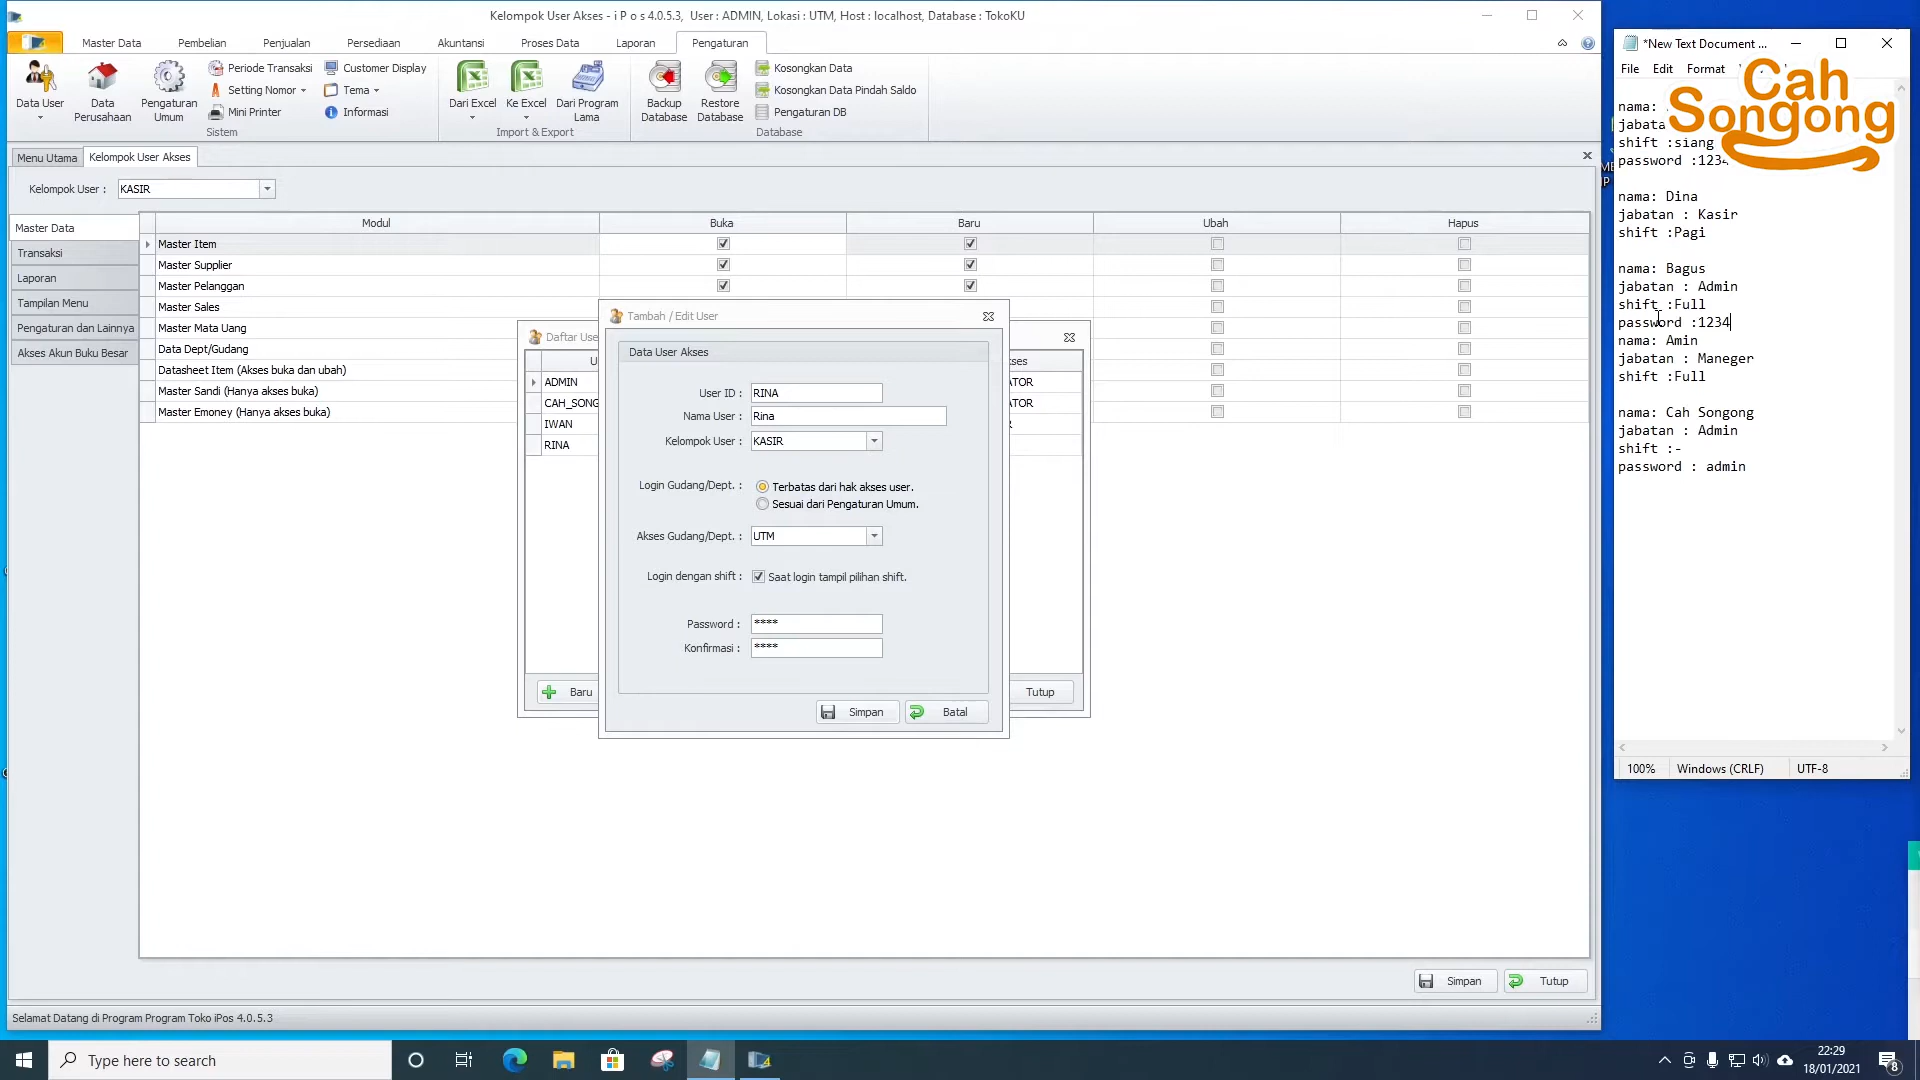 Kelompok User Akses - i P o s 4.0.5.3,  User : ADMIN, Lokasi : UTM, Host : localhost, Database : TokoKU
Master Data
Pembelian
Penjualan
Persediaan
Akuntansi
Proses Data
Laporan
Pengaturan
Data User
Data Perusahaan
Pengaturan Umum
Periode Transaksi
Setting Nomor
Mini Printer
Customer Display
Tema
Informasi
Sistem
Dari Excel
Ke Excel
Dari Program Lama
Import & Export
Backup Database
Restore Database
Kosongkan Data
Kosongkan Data Pindah Saldo
Pengaturan DB
Database
Menu Utama
Kelompok User Akses
Kelompok User :
KASIR
Master Data
Transaksi
Laporan
Tampilan Menu
Pengaturan dan Lainnya
Akses Akun Buku Besar
Modul
Buka
Baru
Ubah
Hapus
Master Item
Master Supplier
Master Pelanggan
Master Sales
Master Mata Uang
Data Dept/Gudang
Datasheet Item (Akses buka dan ubah)
Master Sandi (Hanya akses buka)
Master Emoney (Hanya akses buka)
Daftar Use
ADMIN
CAH_SONG
IWAN
RINA
Baru
Tutup
Tambah / Edit User
Data User Akses
User ID : RINA
Nama User : Rina
Kelompok User : KASIR
Login Gudang/Dept. : Terbatas dari hak akses user.
Sesuai dari Pengaturan Umum.
Akses Gudang/Dept. : UTM
Login dengan shift : Saat login tampil pilihan shift.
Password : ****
Konfirmasi : ****
Simpan
Batal
Simpan
Tutup
Selamat Datang di Program Program Toko iPos 4.0.5.3
*New Text Document ...
File
Edit
Format
Cah
Songong
nama:
jabata
shift :siang
password :1234
nama: Dina
jabatan : Kasir
shift :Pagi
nama: Bagus
jabatan : Admin
shift :Full
password :1234
nama: Amin
jabatan : Maneger
shift :Full
nama: Cah Songong
jabatan : Admin
shift :-
password : admin
100%
Windows (CRLF)
UTF-8
Type here to search
22:29
18/01/2021
8